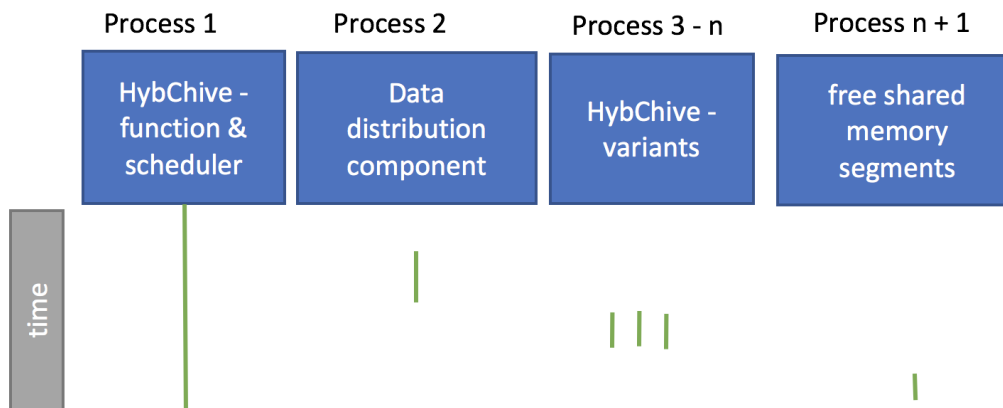 Process 1
Process 2
Process 3 - n
Process n + 1
HybChive -
function &
scheduler
Data
distribution
component
HybChive -
variants
free shared
memory
segments
time